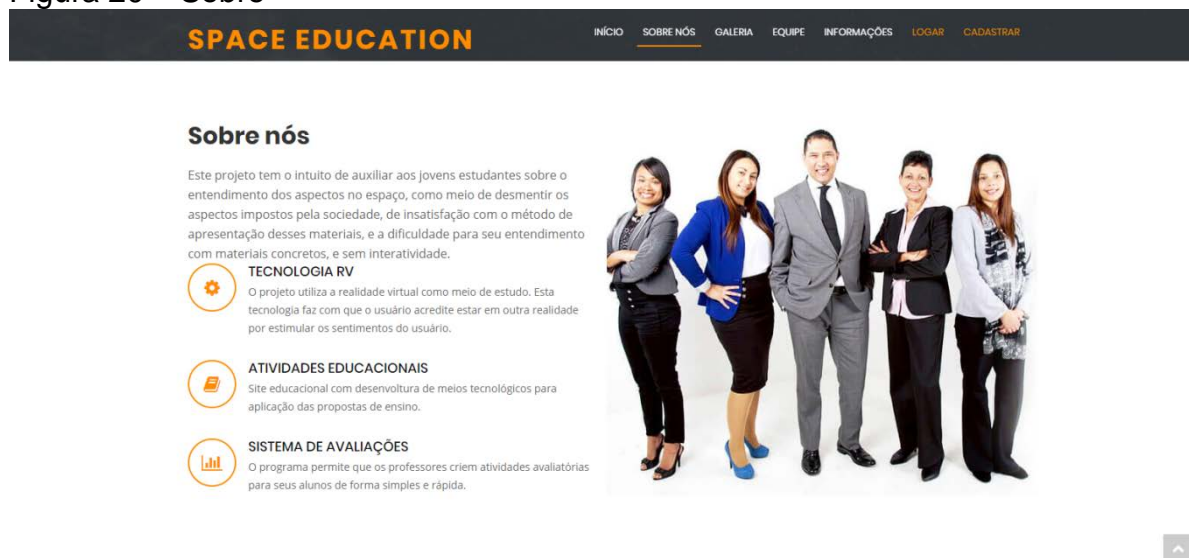 SPACE EDUCATION
INÍCIO SOBRE NÓS GALERIA EQUIPE INFORMAÇÕES LOGAR CADASTRAR
Sobre nós
Este projeto tem o intuito de auxiliar aos jovens estudantes sobre o
entendimento dos aspectos no espaço, como meio de desmentir os
aspectos impostos pela sociedade, de insatisfação com o método de
apresentação desses materiais, e a dificuldade para seu entendimento
com materiais concretos, e sem interatividade.
TECNOLOGIA RV
O projeto utiliza a realidade virtual como meio de estudo. Esta
tecnologia faz com que o usuário acredite estar em outra realidade
por estimular os sentimentos do usuário.
ATIVIDADES EDUCACIONAIS
Site educacional com desenvoltura de meios tecnológicos para
aplicação das propostas de ensino.
SISTEMA DE AVALIAÇÕES
O programa permite que os professores criem atividades avaliatórias
para seus alunos de forma simples e rápida.